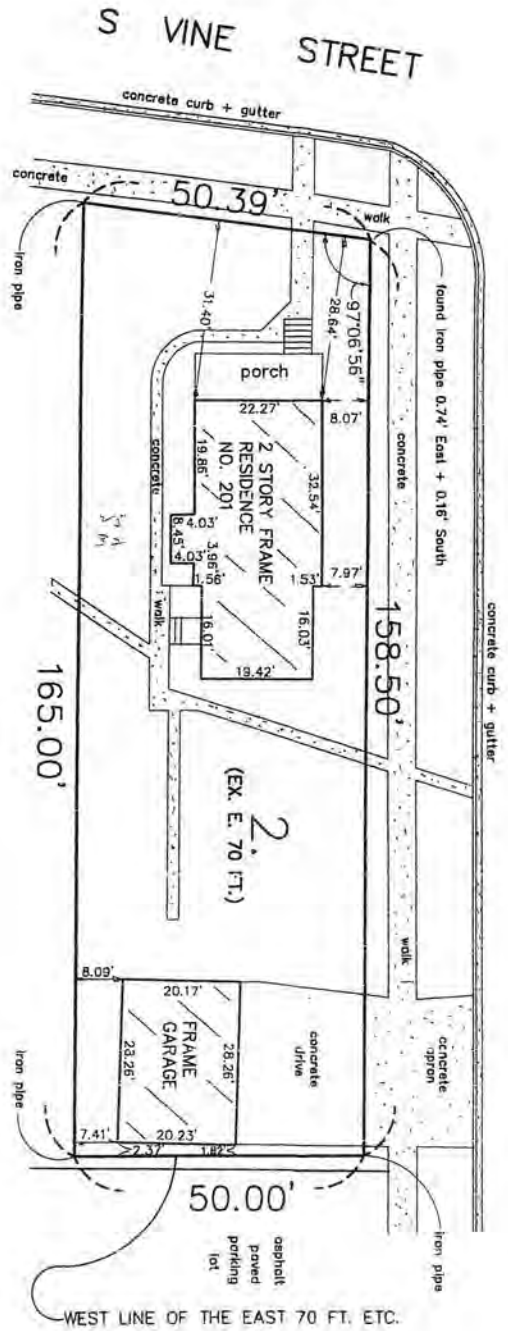 S VINE STREET
concrete curb + gutter
concrete
walk
50.39'
iron pipe
found iron pipe 0.74' East + 0.16' South
97°06'56"
31.40'
28.64'
porch
22.27'
8.07'
concrete
concrete
concrete curb + gutter
19.86'
2 STORY FRAME
RESIDENCE
NO. 201
32.54'
4.03'
8.45'
4.03'
3.96'
1.56'
1.53'
7.97'
walk
16.01'
16.03'
19.42'
158.50'
165.00'
2.
(EX. E. 70 FT.)
walk
8.09'
20.17'
FRAME
GARAGE
28.26'
concrete
drive
concrete
apron
iron pipe
7.41'
20.23'
2.37'
1.82'
50.00'
iron pipe
asphalt
paved
parking
lot
WEST LINE OF THE EAST 70 FT. ETC.